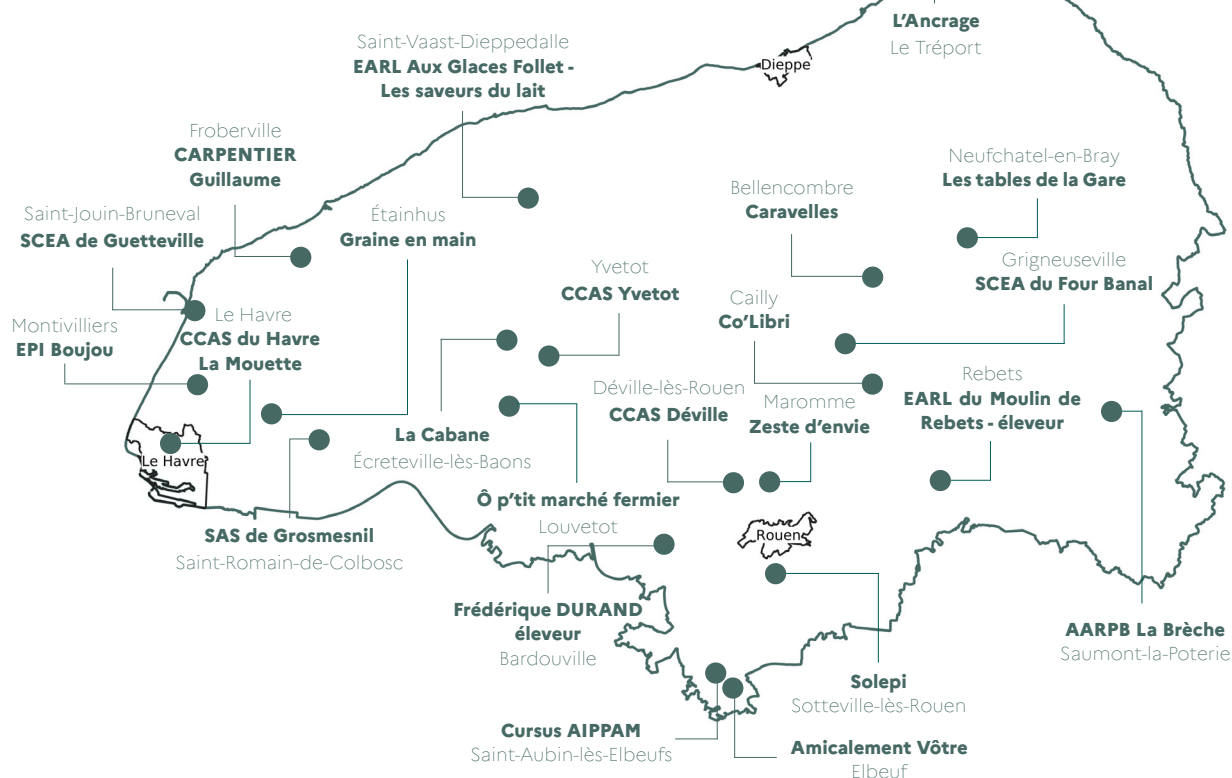 L'Ancrage
Le Tréport
Saint-Vaast-Dieppedalle
EARL Aux Glaces Follet -
Les saveurs du lait
Dieppe
Froberville
CARPENTIER
Guillaume
Neufchatel-en-Bray
Les tables de la Gare
Bellencombre
Caravelles
Saint-Jouin-Bruneval
SCEA de Guetteville
Étainhus
Graine en main
Grigneuseville
SCEA du Four Banal
Yvetot
CCAS Yvetot
Cailly
Co'Libri
Montivilliers
EPI Boujou
Le Havre
CCAS du Havre
La Mouette
Déville-lès-Rouen
CCAS Déville
Maromme
Zeste d'envie
Rebets
EARL du Moulin de
Rebets - éleveur
La Cabane
Écreteville-lès-Baons
Le Havre
Ô p'tit marché fermier
Louvetot
SAS de Grosmesnil
Saint-Romain-de-Colbosc
Rouen
Frédérique DURAND
éleveur
Bardouville
AARPB La Brèche
Saumont-la-Poterie
Solepi
Sotteville-lès-Rouen
Cursus AIPPAM
Saint-Aubin-lès-Elbeufs
Amicalement Vôtre
Elbeuf